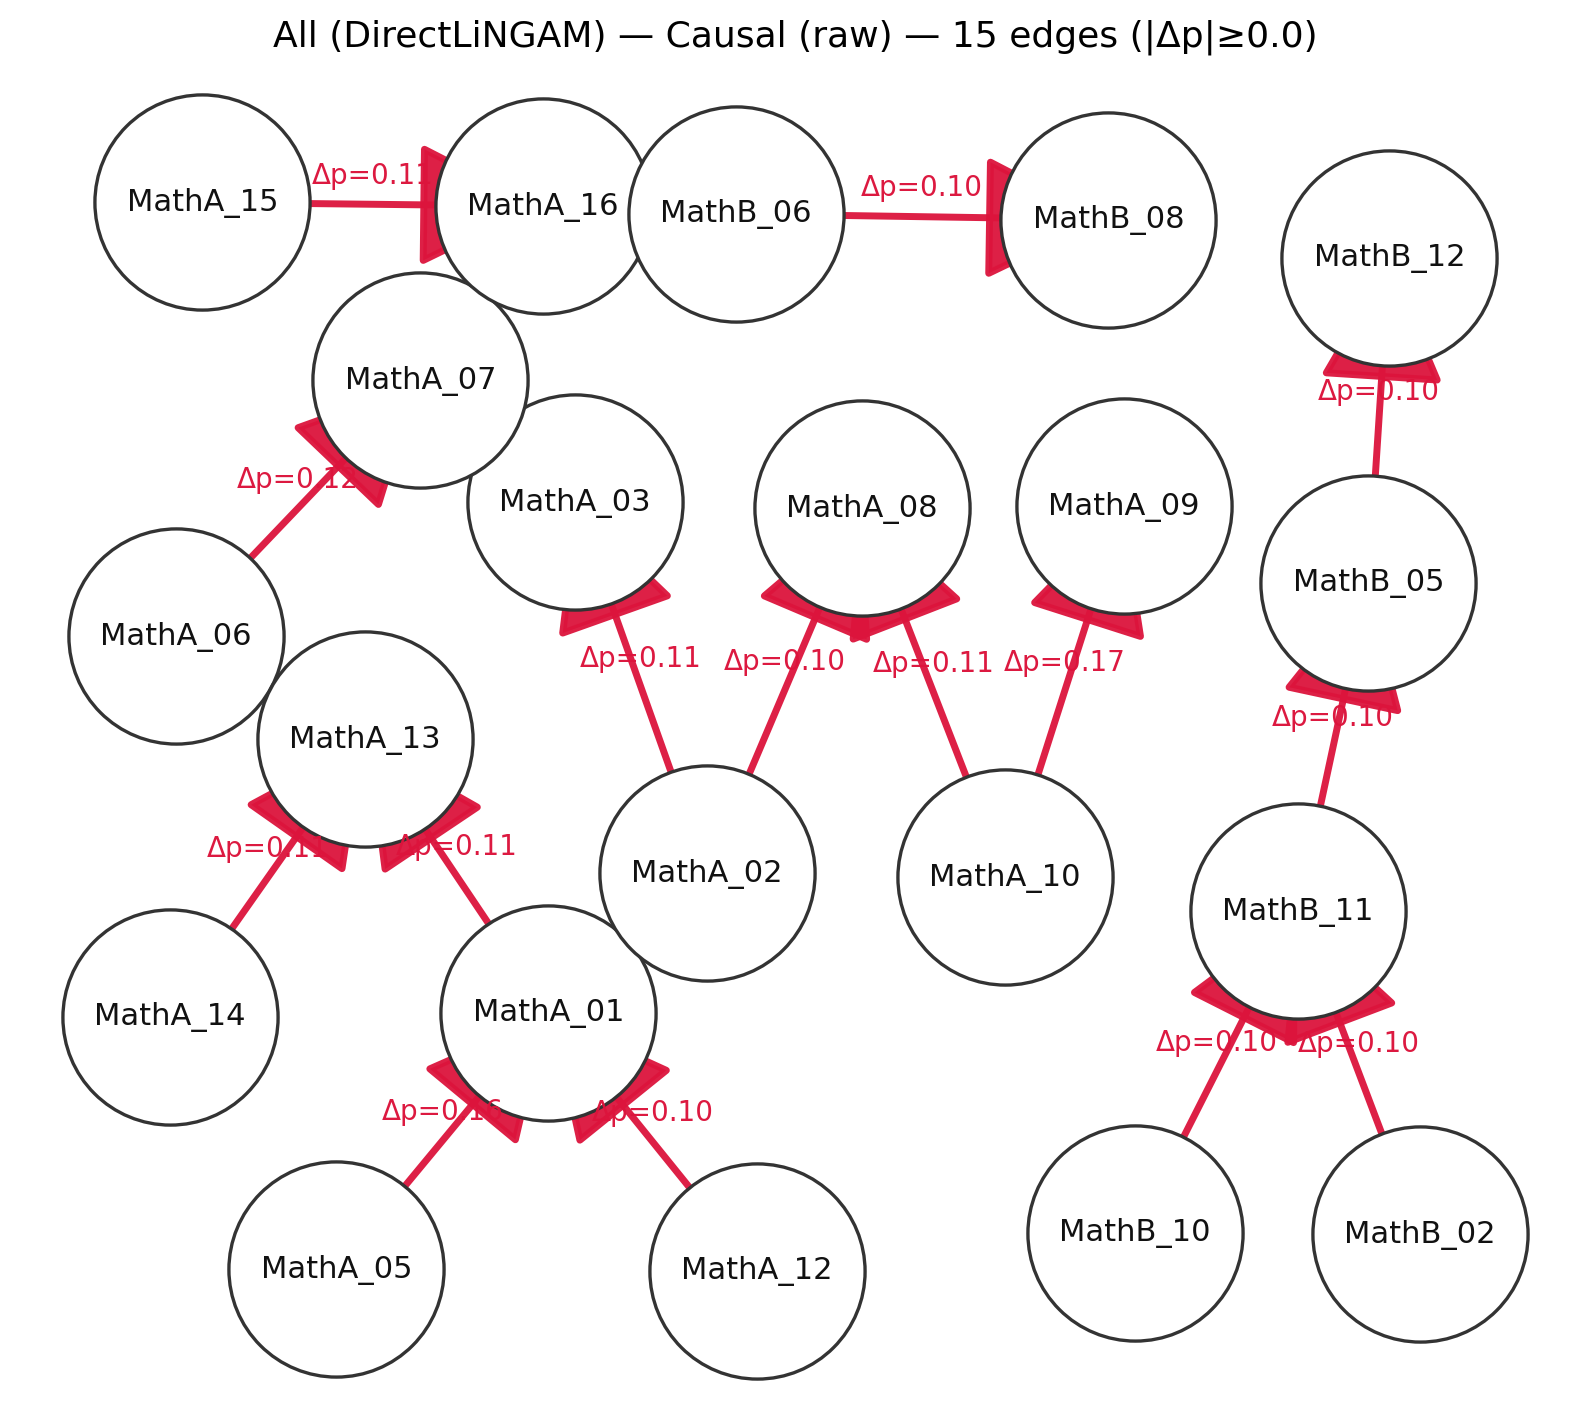 All (DirectLiNGAM) — Causal (raw) — 15 edges (|Δp|≥0.0)
MathA_15
Δp=0.11
MathA_16
MathB_06
Δp=0.10
MathB_08
MathB_12
Δp=0.10
MathA_07
Δp=0.12
MathA_03
MathA_08
MathA_09
MathB_05
MathA_06
Δp=0.11
Δp=0.10
Δp=0.11
Δp=0.17
Δp=0.10
MathA_13
Δp=0.11
Δp=0.11
MathA_02
MathA_10
MathB_11
MathA_14
MathA_01
Δp=0.10
Δp=0.10
Δp=0.16
Δp=0.10
MathA_05
MathA_12
MathB_10
MathB_02